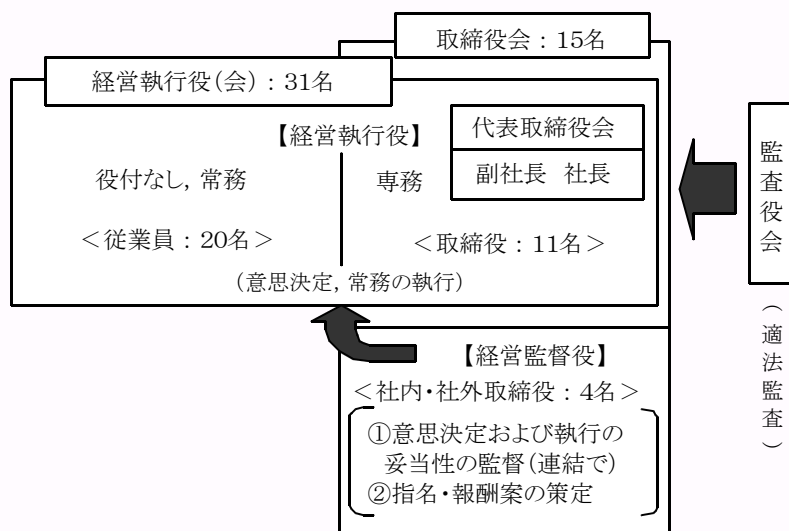 取締役会：15名
経営執行役（会）：31名
【経営執行役】
代表取締役会
副社長 社長
役付なし，常務
専務
＜従業員：20名＞
＜取締役：11名＞
（意思決定，常務の執行）
監査役会
（適法監査）
【経営監督役】
＜社内・社外取締役：4名＞
①意思決定および執行の
妥当性の監督（連結で）
②指名・報酬案の策定